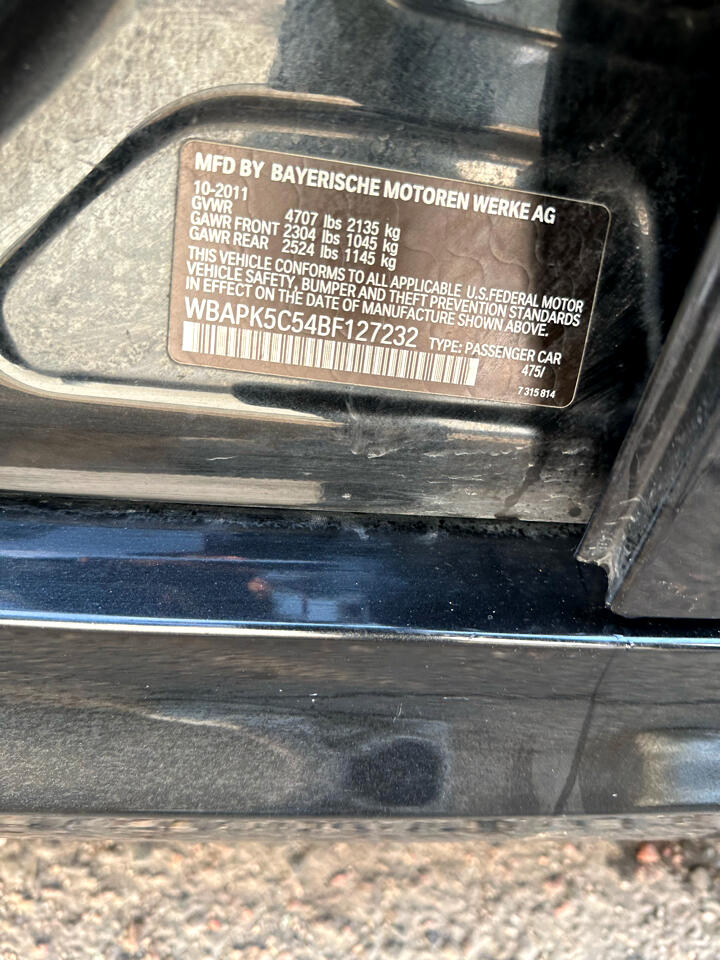 MFD BY BAYERISCHE MOTOREN WERKE AG
10-2011
GVWR 4707 lbs 2135 kg
GAWR FRONT 2304 lbs 1045 kg
GAWR REAR 2524 lbs 1145 kg
THIS VEHICLE CONFORMS TO ALL APPLICABLE U.S.FEDERAL MOTOR
VEHICLE SAFETY, BUMPER AND THEFT PREVENTION STANDARDS
IN EFFECT ON THE DATE OF MANUFACTURE SHOWN ABOVE.
WBAPK5C54BF127232 TYPE: PASSENGER CAR
475/
7 315 814